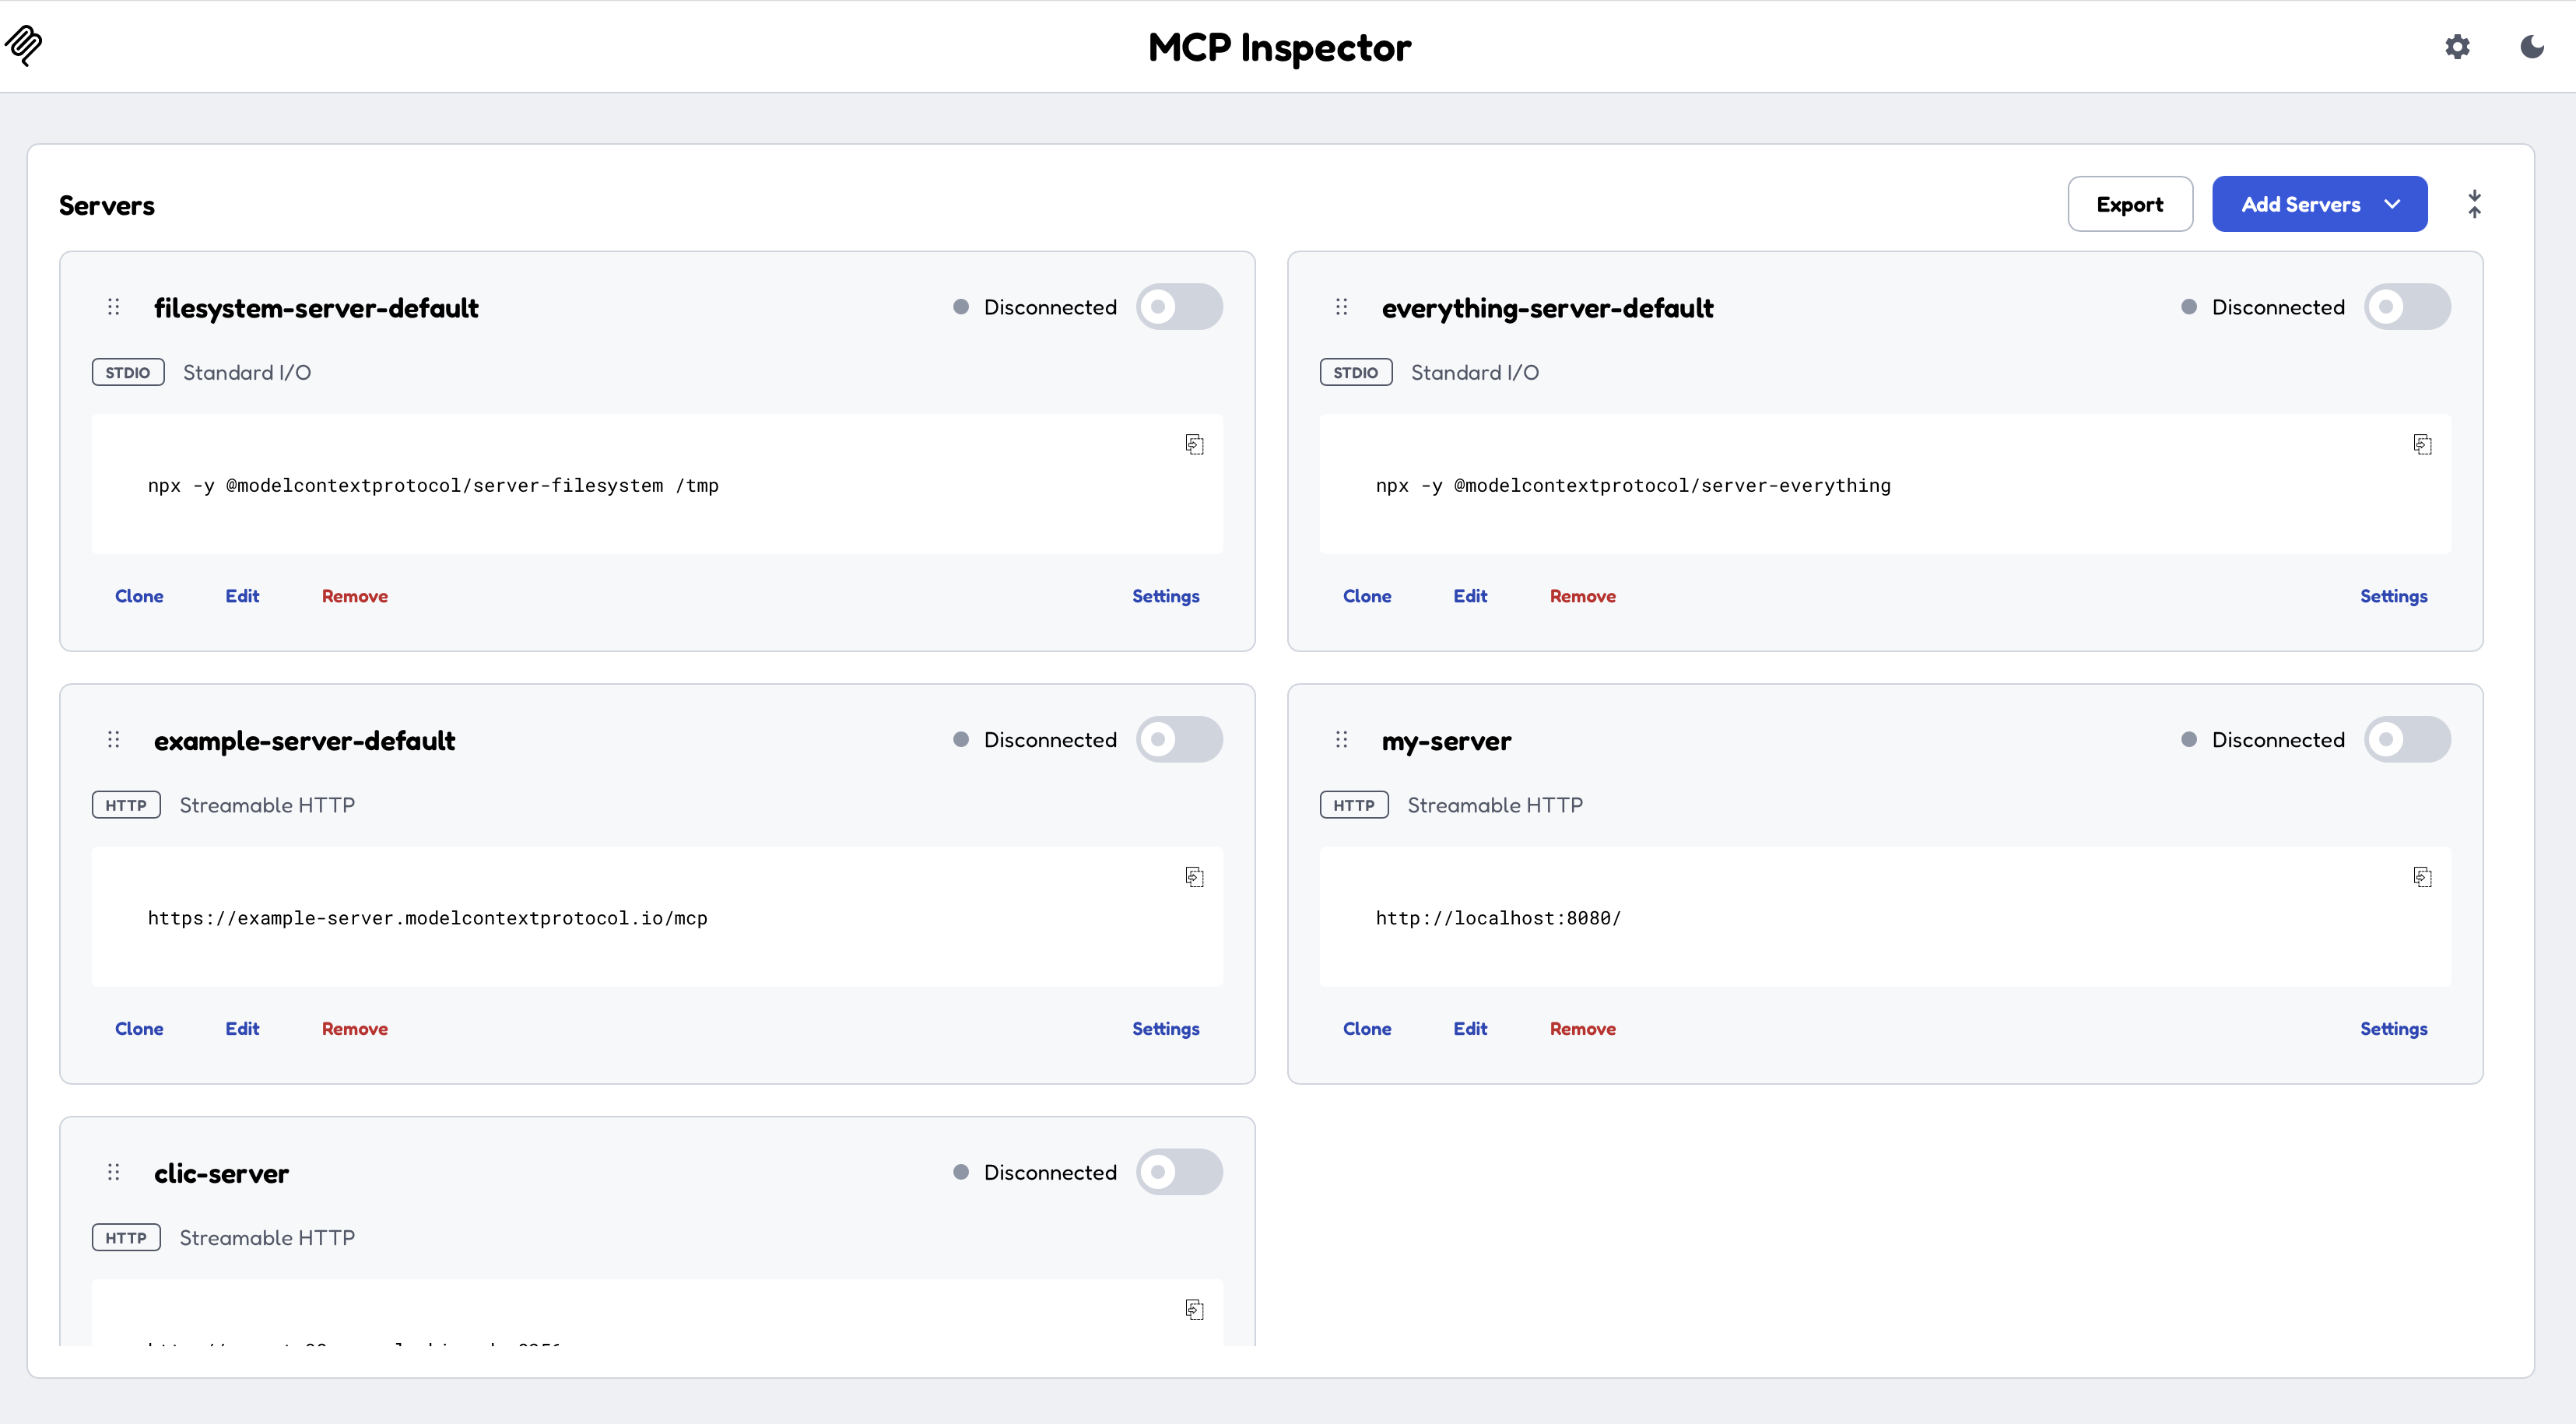 MCP Inspector
Servers
Export
Add Servers
filesystem-server-default
Disconnected
STDIO
Standard I/O
npx -y @modelcontextprotocol/server-filesystem /tmp
Clone
Edit
Remove
Settings
everything-server-default
Disconnected
STDIO
Standard I/O
npx -y @modelcontextprotocol/server-everything
Clone
Edit
Remove
Settings
example-server-default
Disconnected
HTTP
Streamable HTTP
https://example-server.modelcontextprotocol.io/mcp
Clone
Edit
Remove
Settings
my-server
Disconnected
HTTP
Streamable HTTP
http://localhost:8080/
Clone
Edit
Remove
Settings
clic-server
Disconnected
HTTP
Streamable HTTP